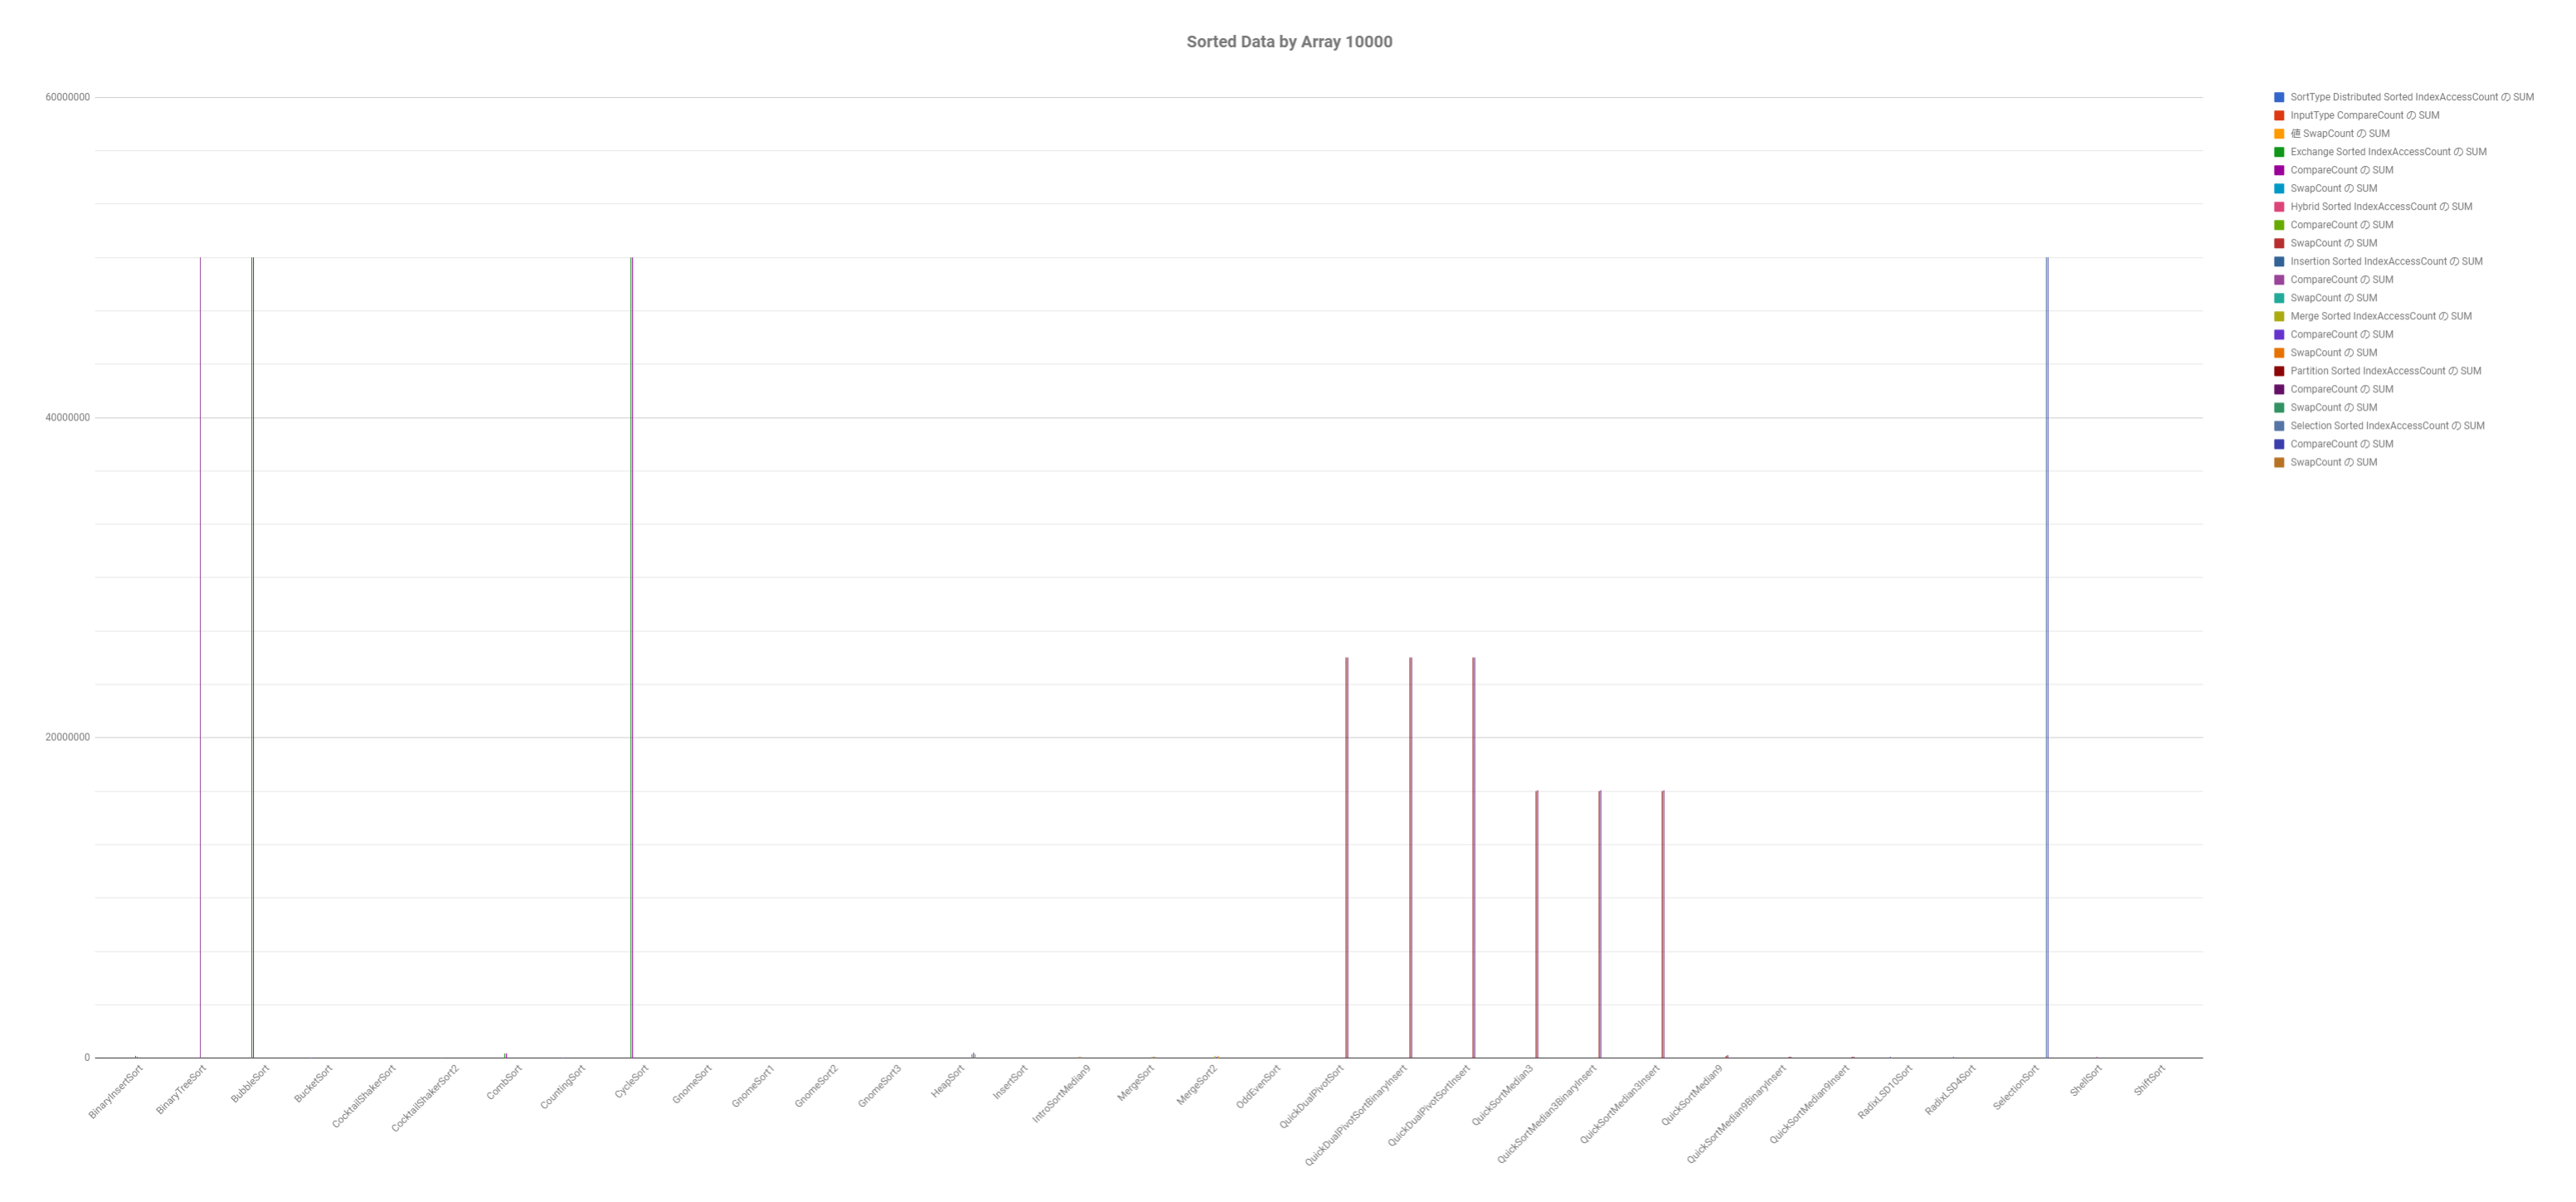 Sorted Data by Array 10000
60000000
40000000
20000000
0
SortType Distributed Sorted IndexAccessCount の SUM
InputType CompareCount の SUM
値 SwapCount の SUM
Exchange Sorted IndexAccessCount の SUM
CompareCount の SUM
SwapCount の SUM
Hybrid Sorted IndexAccessCount の SUM
CompareCount の SUM
SwapCount の SUM
Insertion Sorted IndexAccessCount の SUM
CompareCount の SUM
SwapCount の SUM
Merge Sorted IndexAccessCount の SUM
CompareCount の SUM
SwapCount の SUM
Partition Sorted IndexAccessCount の SUM
CompareCount の SUM
SwapCount の SUM
Selection Sorted IndexAccessCount の SUM
CompareCount の SUM
SwapCount の SUM
BinaryInsertSort
BinaryTreeSort
BubbleSort
BucketSort
CocktailShakerSort
CocktailShakerSort2
CombSort
CountingSort
CycleSort
GnomeSort
GnomeSort1
GnomeSort2
GnomeSort3
HeapSort
InsertSort
IntroSortMedian9
MergeSort
MergeSort2
OddEvenSort
QuickDualPivotSort
QuickDualPivotSortBinaryInsert
QuickDualPivotSortInsert
QuickSortMedian3
QuickSortMedian3BinaryInsert
QuickSortMedian3Insert
QuickSortMedian9
QuickSortMedian9BinaryInsert
QuickSortMedian9Insert
RadixLSD10Sort
RadixLSD4Sort
SelectionSort
ShellSort
ShiftSort